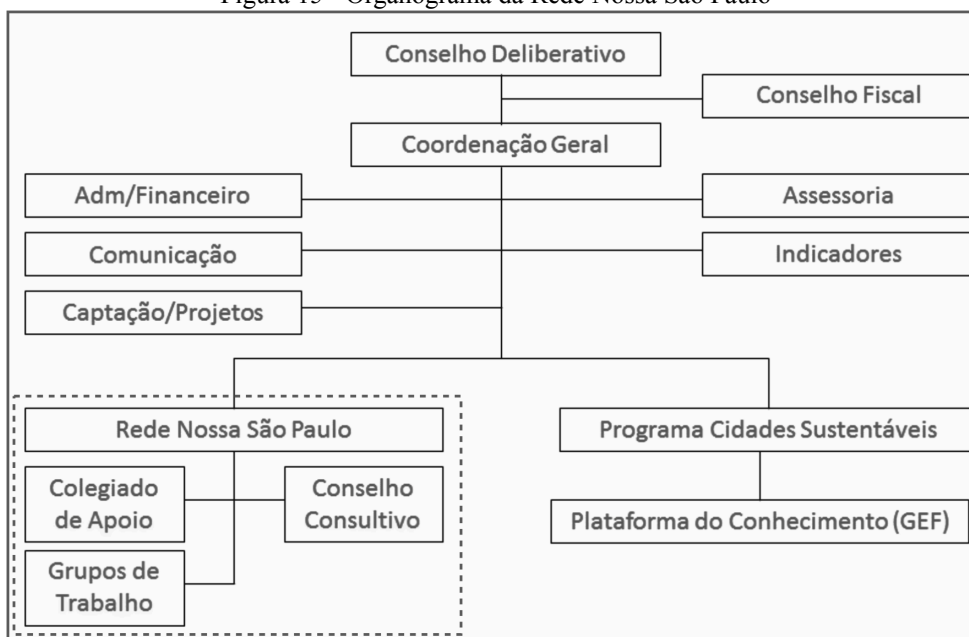 Figura 15 - Organograma da Rede Nossa São Paulo
Conselho Deliberativo
Conselho Fiscal
Coordenação Geral
Adm/Financeiro
Assessoria
Comunicação
Indicadores
Captação/Projetos
Rede Nossa São Paulo
Programa Cidades Sustentáveis
Colegiado
de Apoio
Conselho
Consultivo
Plataforma do Conhecimento (GEF)
Grupos de
Trabalho